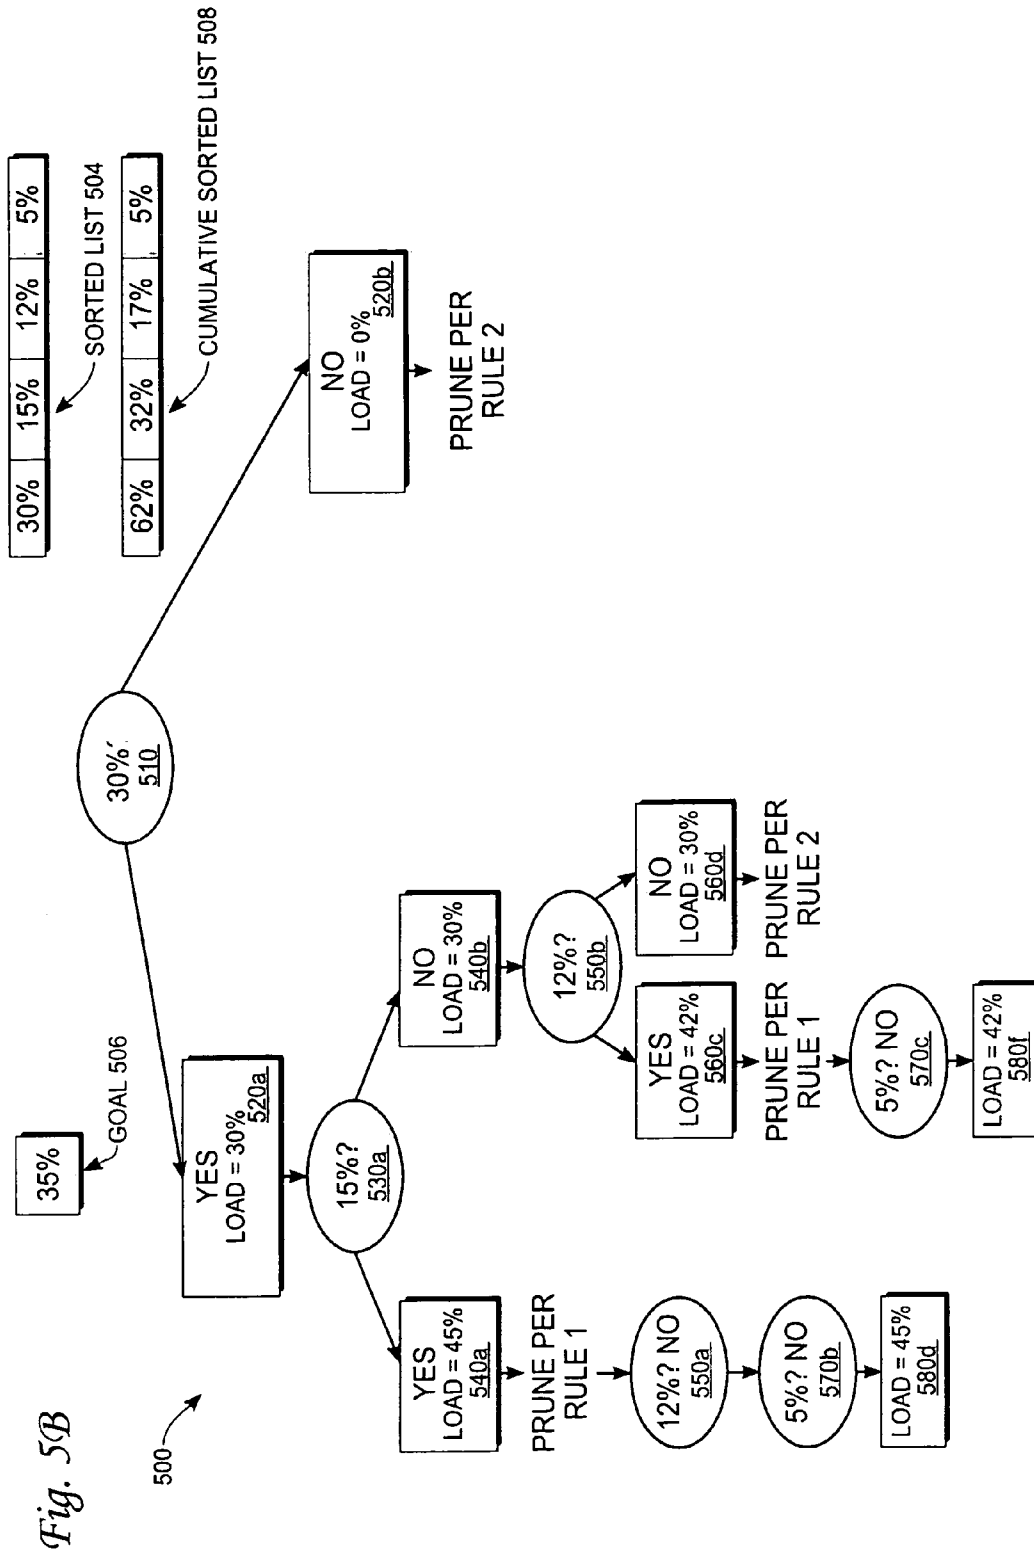 Fig. 5B
500
35%
GOAL 506
30% 15% 12% 5%
SORTED LIST 504
62% 32% 17% 5%
CUMULATIVE SORTED LIST 508
30%?
510
YES
LOAD = 30%
520a
NO
LOAD = 0%
520b
PRUNE PER
RULE 2
15%?
530a
YES
LOAD = 45%
540a
PRUNE PER
RULE 1
NO
LOAD = 30%
540b
12%?
550b
12%? NO
550a
YES
LOAD = 42%
560c
PRUNE PER
RULE 1
NO
LOAD = 30%
560d
PRUNE PER
RULE 2
5%? NO
570b
5%? NO
570c
LOAD = 45%
580d
LOAD = 42%
580f